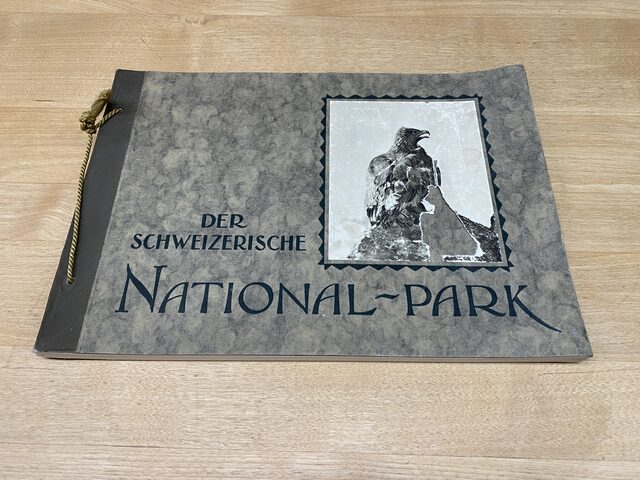 DER
SCHWEIZERISCHE
NATIONAL-PARK